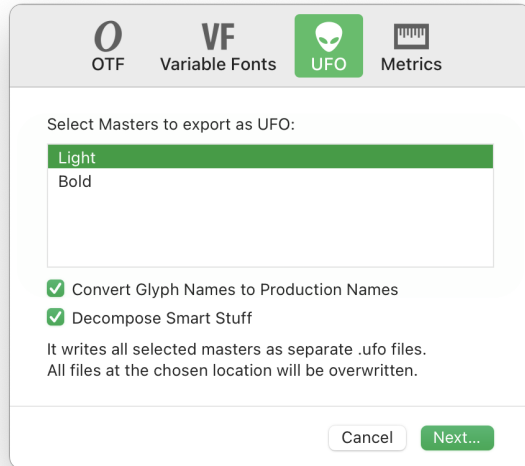 OTF
VF
Variable Fonts
UFO
Metrics
Select Masters to export as UFO:
Light
Bold
Convert Glyph Names to Production Names
Decompose Smart Stuff
It writes all selected masters as separate .ufo files.
All files at the chosen location will be overwritten.
Cancel
Next...